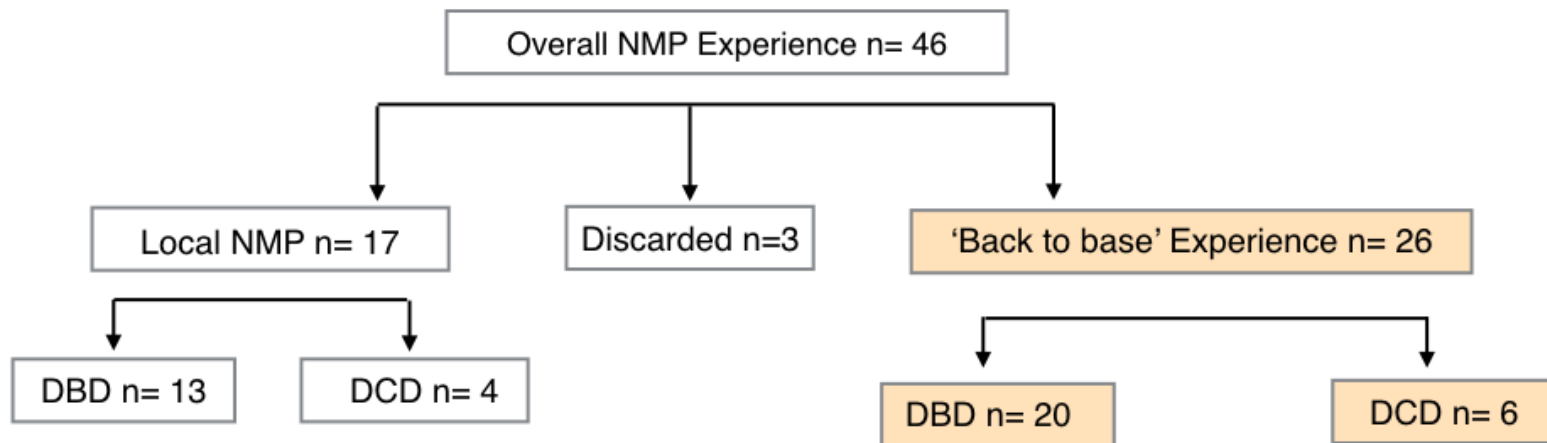 Overall NMP Experience n= 46
Local NMP n= 17
Discarded n=3
‘Back to base’ Experience n= 26
DBD n= 13
DCD n= 4
DBD n= 20
DCD n= 6